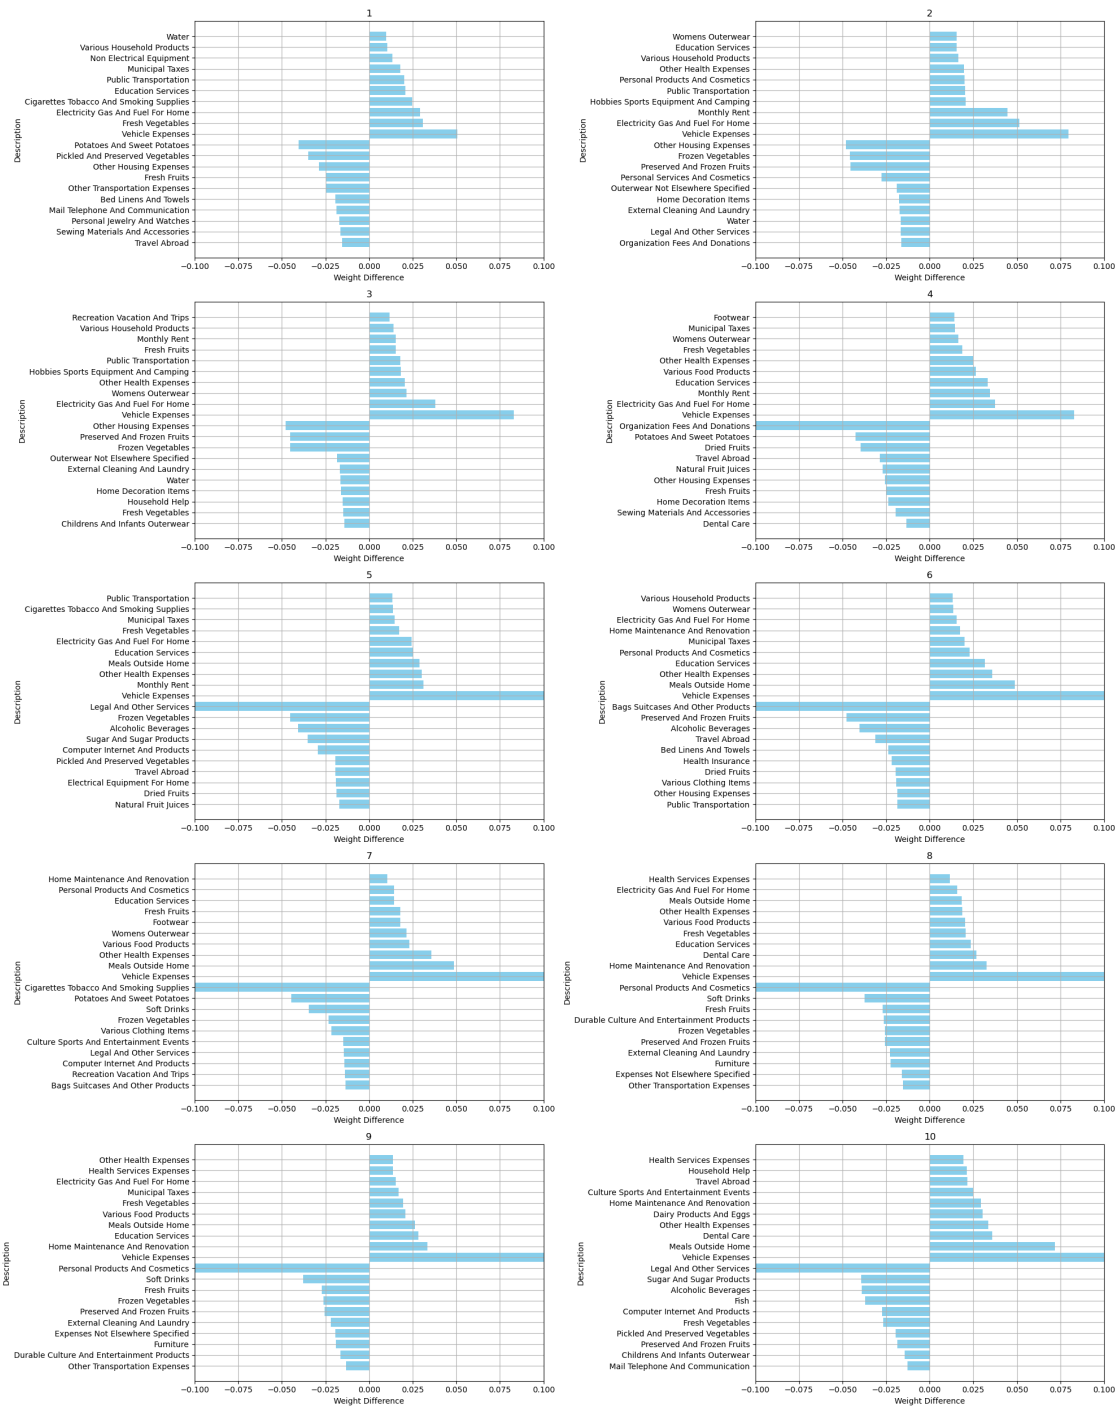 1
Water
Various Household Products
Non Electrical Equipment
Municipal Taxes
Public Transportation
Education Services
Cigarettes Tobacco And Smoking Supplies
Electricity Gas And Fuel For Home
Fresh Vegetables
Vehicle Expenses
Potatoes And Sweet Potatoes
Pickled And Preserved Vegetables
Other Housing Expenses
Fresh Fruits
Other Transportation Expenses
Bed Linens And Towels
Mail Telephone And Communication
Personal Jewelry And Watches
Sewing Materials And Accessories
Travel Abroad
Description
−0.100 −0.075 −0.050 −0.025 0.000 0.025 0.050 0.075 0.100
Weight Difference
2
Womens Outerwear
Education Services
Various Household Products
Other Health Expenses
Personal Products And Cosmetics
Public Transportation
Hobbies Sports Equipment And Camping
Monthly Rent
Electricity Gas And Fuel For Home
Vehicle Expenses
Other Housing Expenses
Frozen Vegetables
Preserved And Frozen Fruits
Personal Services And Cosmetics
Outerwear Not Elsewhere Specified
Home Decoration Items
External Cleaning And Laundry
Water
Legal And Other Services
Organization Fees And Donations
Description
−0.100 −0.075 −0.050 −0.025 0.000 0.025 0.050 0.075 0.100
Weight Difference
3
Recreation Vacation And Trips
Various Household Products
Monthly Rent
Fresh Fruits
Public Transportation
Hobbies Sports Equipment And Camping
Other Health Expenses
Womens Outerwear
Electricity Gas And Fuel For Home
Vehicle Expenses
Other Housing Expenses
Preserved And Frozen Fruits
Frozen Vegetables
Outerwear Not Elsewhere Specified
External Cleaning And Laundry
Water
Home Decoration Items
Household Help
Fresh Vegetables
Childrens And Infants Outerwear
Description
−0.100 −0.075 −0.050 −0.025 0.000 0.025 0.050 0.075 0.100
Weight Difference
4
Footwear
Municipal Taxes
Womens Outerwear
Fresh Vegetables
Other Health Expenses
Various Food Products
Education Services
Monthly Rent
Electricity Gas And Fuel For Home
Vehicle Expenses
Organization Fees And Donations
Potatoes And Sweet Potatoes
Dried Fruits
Travel Abroad
Natural Fruit Juices
Other Housing Expenses
Fresh Fruits
Home Decoration Items
Sewing Materials And Accessories
Dental Care
Description
−0.100 −0.075 −0.050 −0.025 0.000 0.025 0.050 0.075 0.100
Weight Difference
5
Public Transportation
Cigarettes Tobacco And Smoking Supplies
Municipal Taxes
Fresh Vegetables
Electricity Gas And Fuel For Home
Education Services
Meals Outside Home
Other Health Expenses
Monthly Rent
Vehicle Expenses
Legal And Other Services
Frozen Vegetables
Alcoholic Beverages
Sugar And Sugar Products
Computer Internet And Products
Pickled And Preserved Vegetables
Travel Abroad
Electrical Equipment For Home
Dried Fruits
Natural Fruit Juices
Description
−0.100 −0.075 −0.050 −0.025 0.000 0.025 0.050 0.075 0.100
Weight Difference
6
Various Household Products
Womens Outerwear
Electricity Gas And Fuel For Home
Home Maintenance And Renovation
Municipal Taxes
Personal Products And Cosmetics
Education Services
Other Health Expenses
Meals Outside Home
Vehicle Expenses
Bags Suitcases And Other Products
Preserved And Frozen Fruits
Alcoholic Beverages
Travel Abroad
Bed Linens And Towels
Health Insurance
Dried Fruits
Various Clothing Items
Other Housing Expenses
Public Transportation
Description
−0.100 −0.075 −0.050 −0.025 0.000 0.025 0.050 0.075 0.100
Weight Difference
7
Home Maintenance And Renovation
Personal Products And Cosmetics
Education Services
Fresh Fruits
Footwear
Womens Outerwear
Various Food Products
Other Health Expenses
Meals Outside Home
Vehicle Expenses
Cigarettes Tobacco And Smoking Supplies
Potatoes And Sweet Potatoes
Soft Drinks
Frozen Vegetables
Various Clothing Items
Culture Sports And Entertainment Events
Legal And Other Services
Computer Internet And Products
Recreation Vacation And Trips
Bags Suitcases And Other Products
Description
−0.100 −0.075 −0.050 −0.025 0.000 0.025 0.050 0.075 0.100
Weight Difference
8
Health Services Expenses
Electricity Gas And Fuel For Home
Meals Outside Home
Other Health Expenses
Various Food Products
Fresh Vegetables
Education Services
Dental Care
Home Maintenance And Renovation
Vehicle Expenses
Personal Products And Cosmetics
Soft Drinks
Fresh Fruits
Durable Culture And Entertainment Products
Frozen Vegetables
Preserved And Frozen Fruits
External Cleaning And Laundry
Furniture
Expenses Not Elsewhere Specified
Other Transportation Expenses
Description
−0.100 −0.075 −0.050 −0.025 0.000 0.025 0.050 0.075 0.100
Weight Difference
9
Other Health Expenses
Health Services Expenses
Electricity Gas And Fuel For Home
Municipal Taxes
Fresh Vegetables
Various Food Products
Meals Outside Home
Education Services
Home Maintenance And Renovation
Vehicle Expenses
Personal Products And Cosmetics
Soft Drinks
Fresh Fruits
Frozen Vegetables
Preserved And Frozen Fruits
External Cleaning And Laundry
Expenses Not Elsewhere Specified
Furniture
Durable Culture And Entertainment Products
Other Transportation Expenses
Description
−0.100 −0.075 −0.050 −0.025 0.000 0.025 0.050 0.075 0.100
Weight Difference
10
Health Services Expenses
Household Help
Travel Abroad
Culture Sports And Entertainment Events
Home Maintenance And Renovation
Dairy Products And Eggs
Other Health Expenses
Dental Care
Meals Outside Home
Vehicle Expenses
Legal And Other Services
Sugar And Sugar Products
Alcoholic Beverages
Fish
Computer Internet And Products
Fresh Vegetables
Pickled And Preserved Vegetables
Preserved And Frozen Fruits
Childrens And Infants Outerwear
Mail Telephone And Communication
Description
−0.100 −0.075 −0.050 −0.025 0.000 0.025 0.050 0.075 0.100
Weight Difference